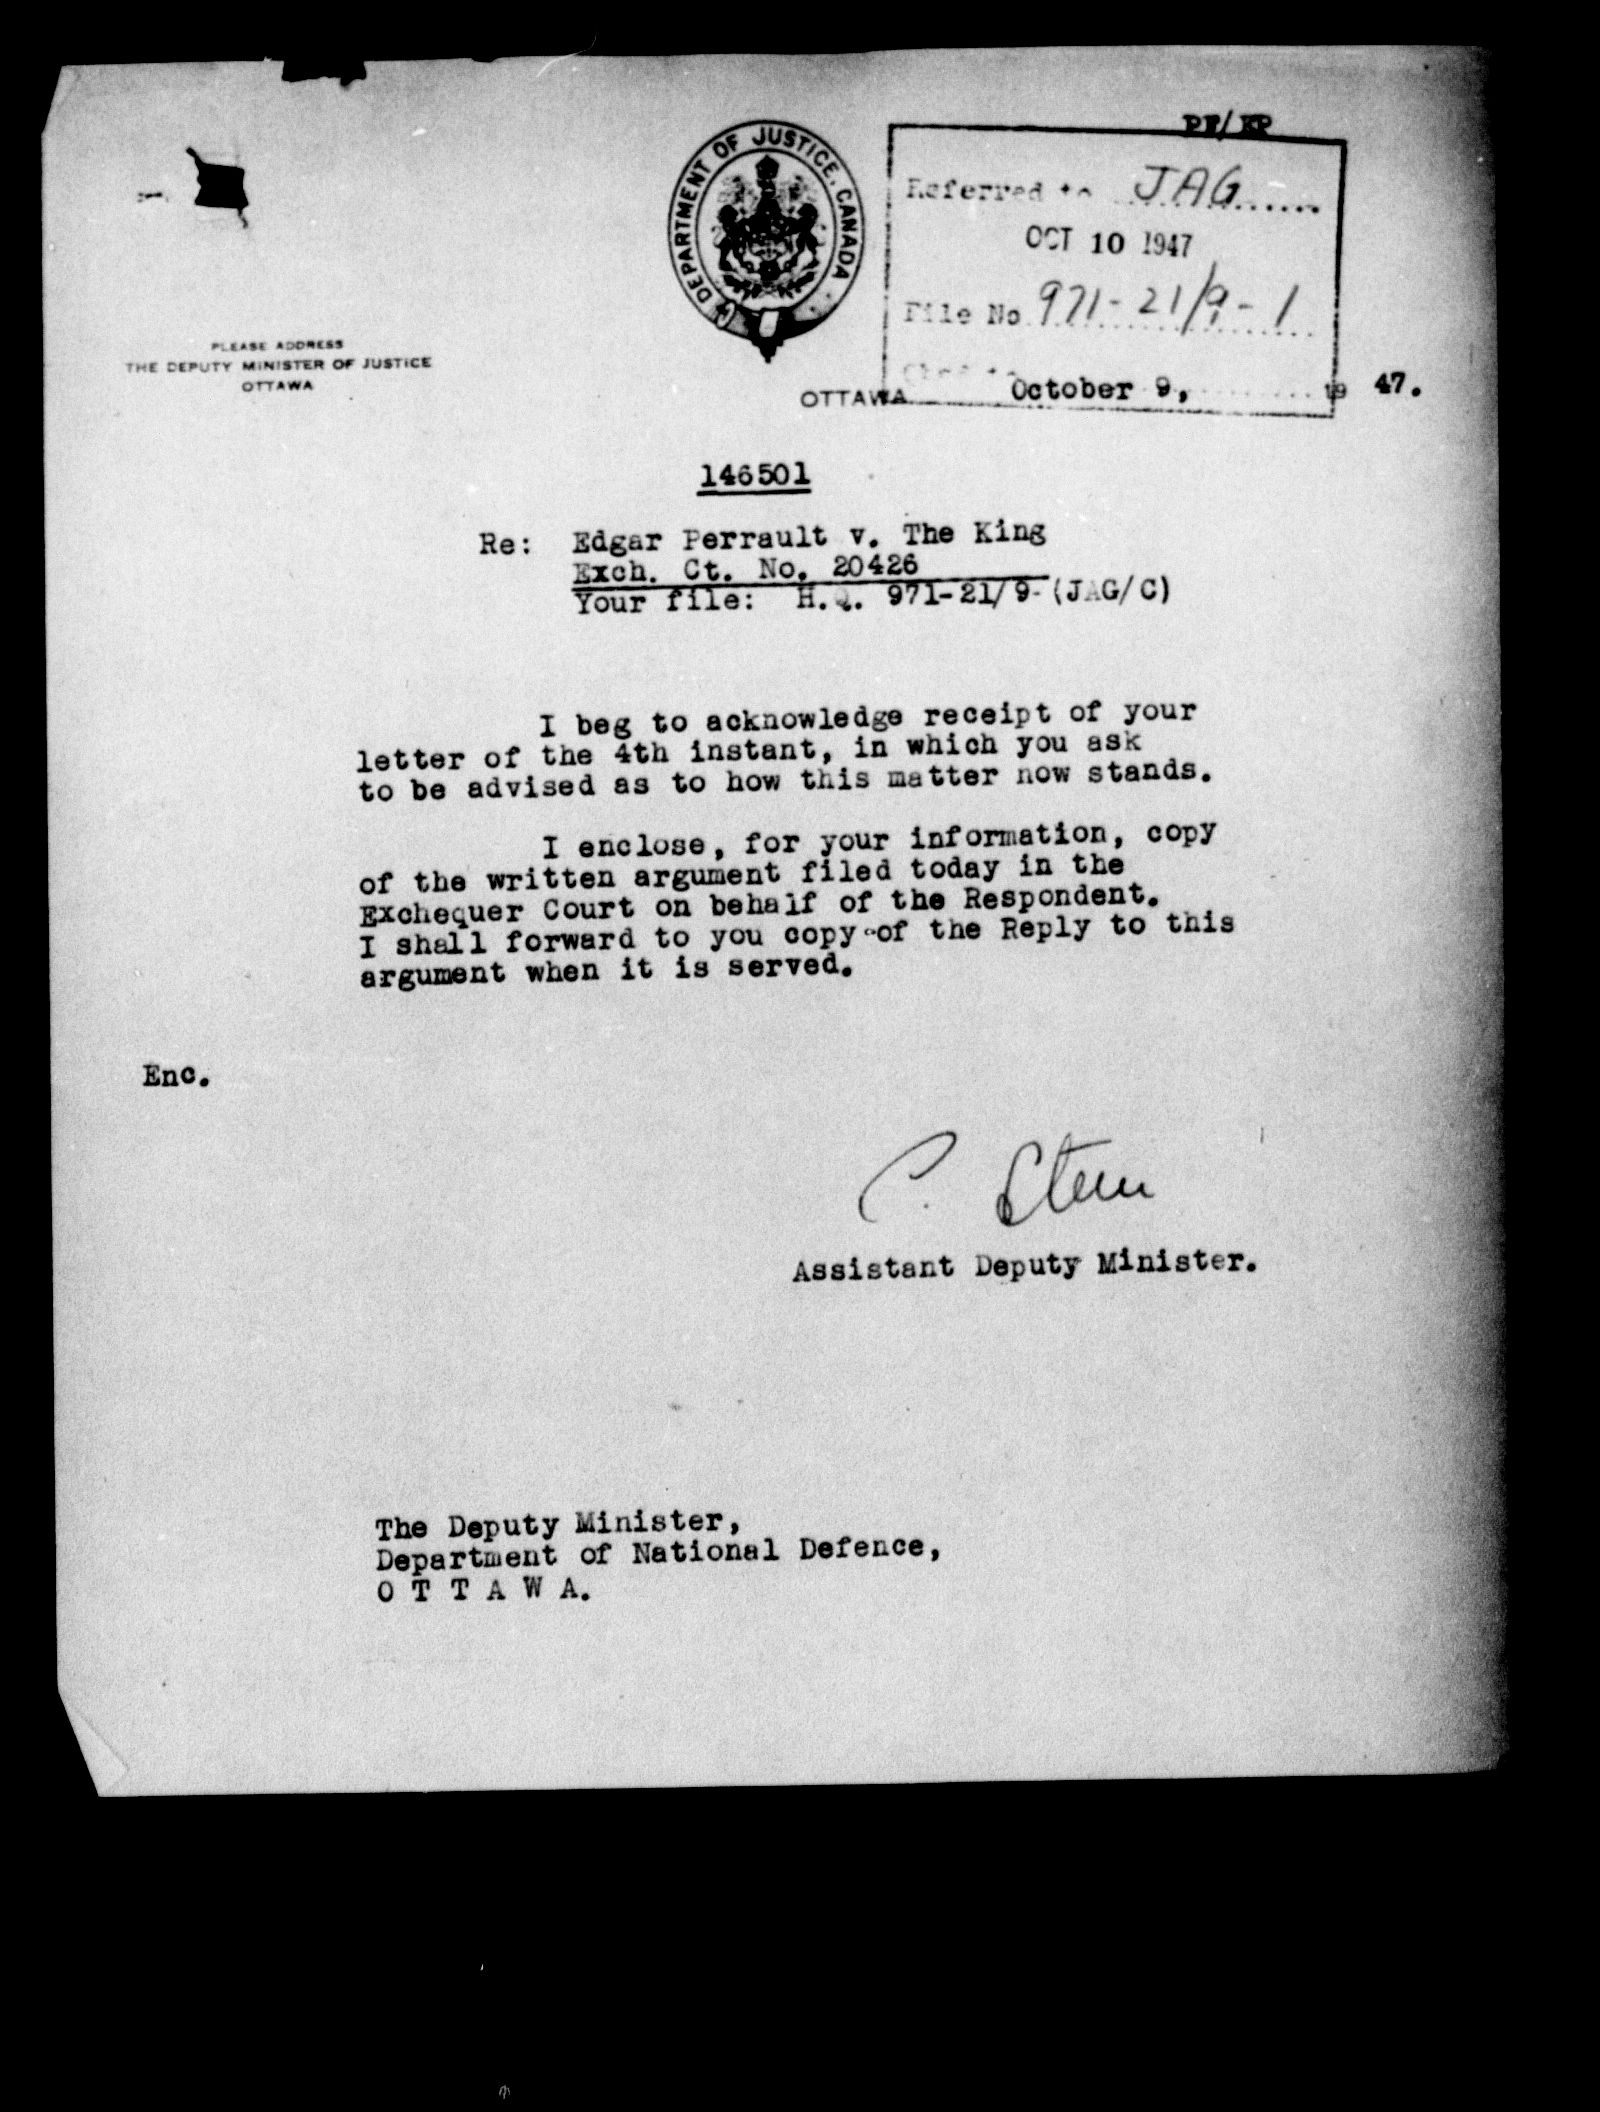 DEPARTMENT OF JUSTICE, CANADA
Referred to JAG
OCT 10 1947
File No 971-21/9-1
PLEASE ADDRESS
THE DEPUTY MINISTER OF JUSTICE
OTTAWA
OTTAWA October 9, 19 47.
146501
Re: Edgar Perrault v. The King
Exch. Ct. No. 20426
Your file: H.Q. 971-21/9-(JAG/C)
I beg to acknowledge receipt of your
letter of the 4th instant, in which you ask
to be advised as to how this matter now stands.
I enclose, for your information, copy
of the written argument filed today in the
Exchequer Court on behalf of the Respondent.
I shall forward to you copy of the Reply to this
argument when it is served.
Enc.
C. Stein
Assistant Deputy Minister.
The Deputy Minister,
Department of National Defence,
O T T A W A.